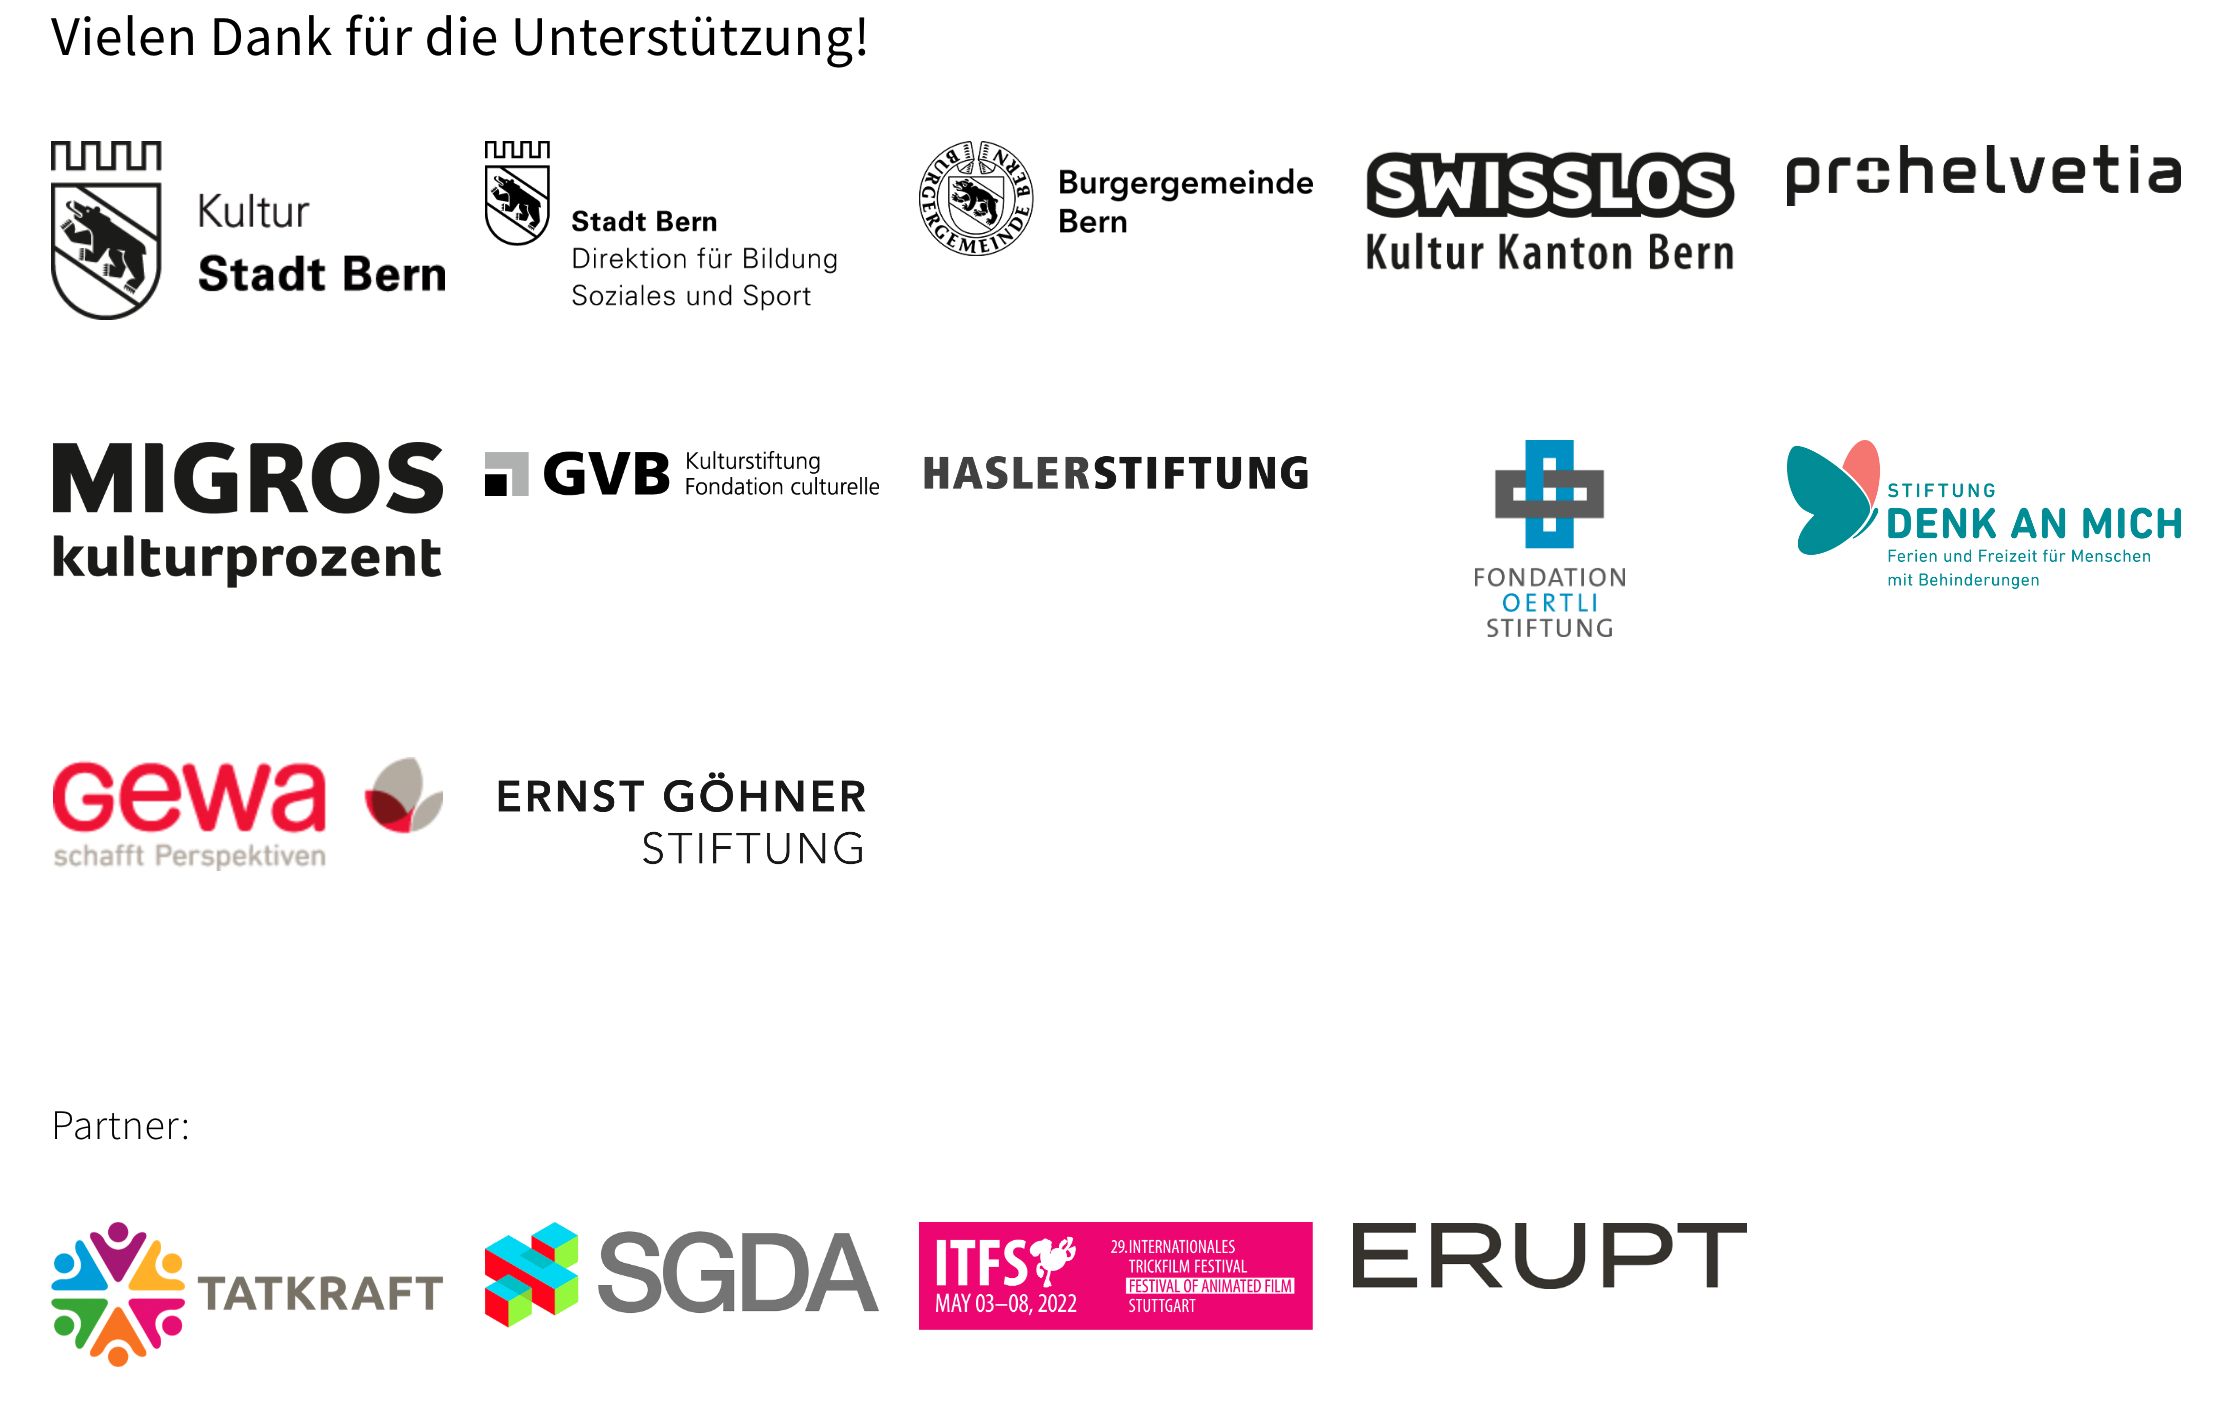 Vielen Dank für die Unterstützung!
Kultur
Stadt Bern
Stadt Bern
Direktion für Bildung
Soziales und Sport
BURGERGEMEINDE BERN
Burgergemeinde
Bern
SWISSLOS
Kultur Kanton Bern
prohelvetia
MIGROS
kulturprozent
GVB
Kulturstiftung
Fondation culturelle
HASLERSTIFTUNG
FONDATION
OERTLI
STIFTUNG
STIFTUNG
DENK AN MICH
Ferien und Freizeit für Menschen
mit Behinderungen
Gewa
schafft Perspektiven
ERNST GÖHNER
STIFTUNG
Partner:
TATKRAFT
SGDA
ITFS
MAY 03–08, 2022
29. INTERNATIONALES
TRICKFILM FESTIVAL
FESTIVAL OF ANIMATED FILM
STUTTGART
ERUPT